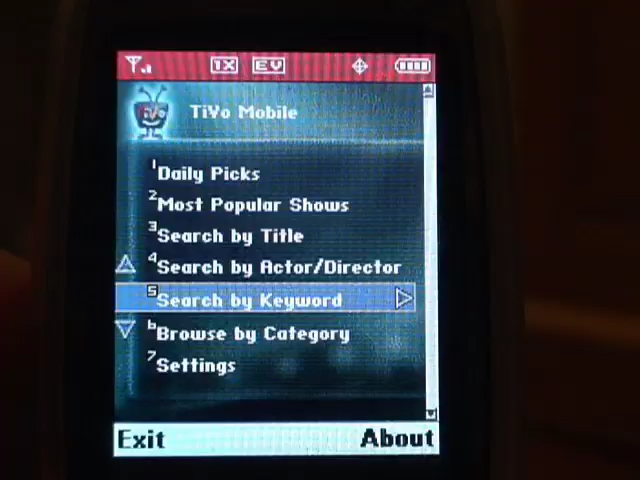 1X EV
TiVo Mobile
1Daily Picks
2Most Popular Shows
3Search by Title
4Search by Actor/Director
5Search by Keyword
6Browse by Category
7Settings
Exit About